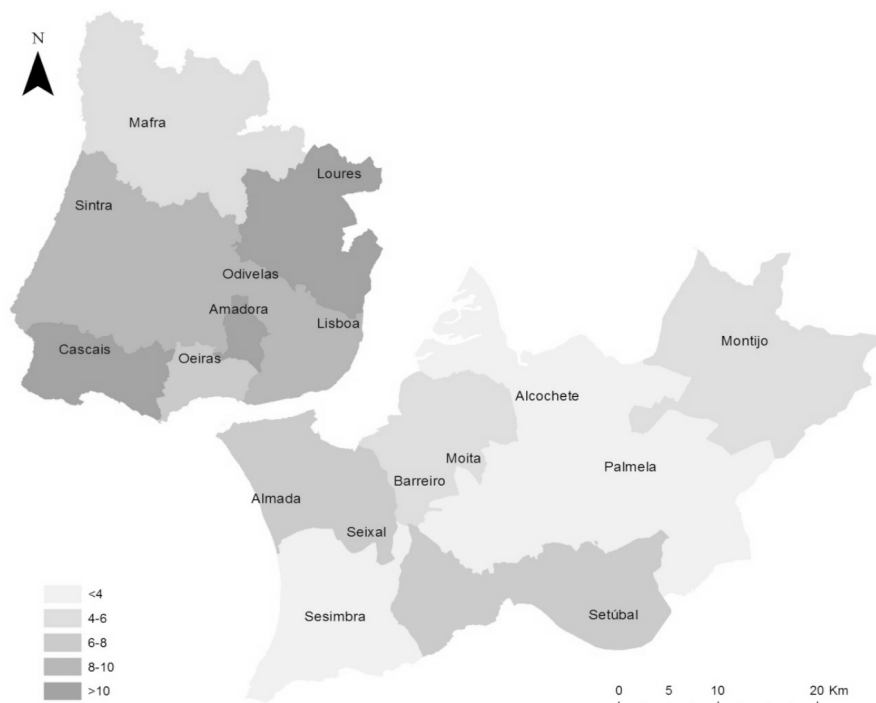 N
Mafra
Loures
Sintra
Odivelas
Amadora
Lisboa
Cascais
Oeiras
Montijo
Alcochete
Moita
Palmela
Barreiro
Almada
Seixal
Sesimbra
Setúbal
<4
4-6
6-8
8-10
>10
0 5 10 20 Km